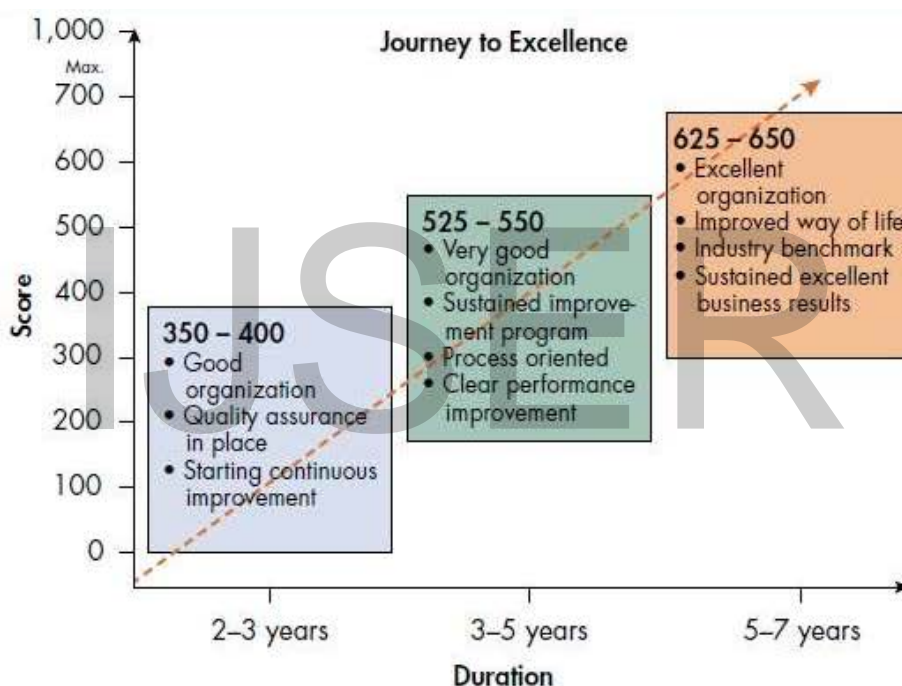 Journey to Excellence
1,000
Max.
700
600
500
400
300
200
100
0
Score
350 – 400
• Good
organization
• Quality assurance
in place
• Starting continuous
improvement
525 – 550
• Very good
organization
• Sustained improve-
ment program
• Process oriented
• Clear performance
improvement
625 – 650
• Excellent
organization
• Improved way of life
• Industry benchmark
• Sustained excellent
business results
IJSER
2–3 years
3–5 years
5–7 years
Duration